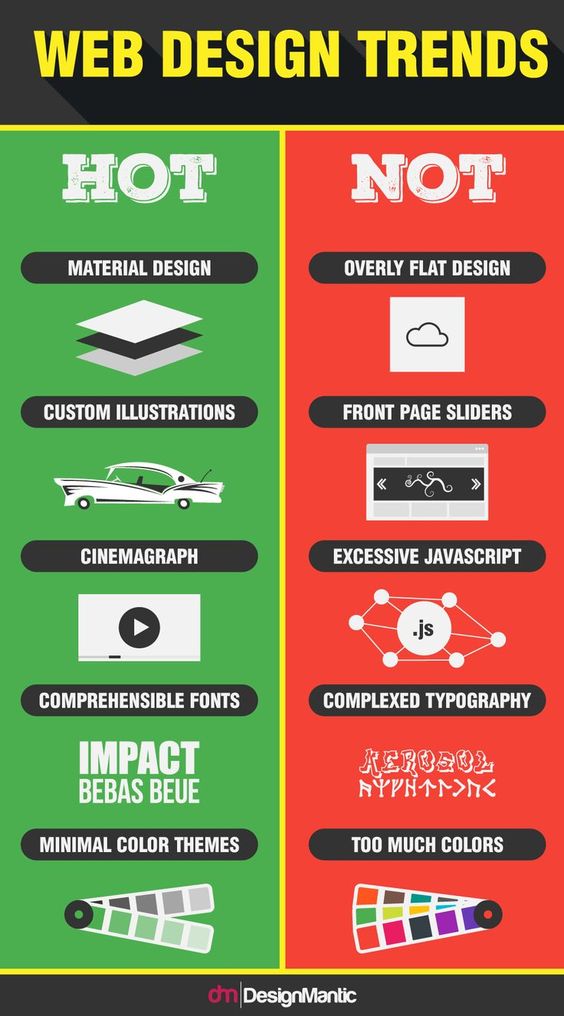 WEB DESIGN TRENDS
HOT
MATERIAL DESIGN
CUSTOM ILLUSTRATIONS
CINEMAGRAPH
COMPREHENSIBLE FONTS
IMPACT
BEBAS BEUE
MINIMAL COLOR THEMES
NOT
OVERLY FLAT DESIGN
FRONT PAGE SLIDERS
EXCESSIVE JAVASCRIPT
.js
COMPLEXED TYPOGRAPHY
AEROSOL
TOO MUCH COLORS
dm DesignMantic